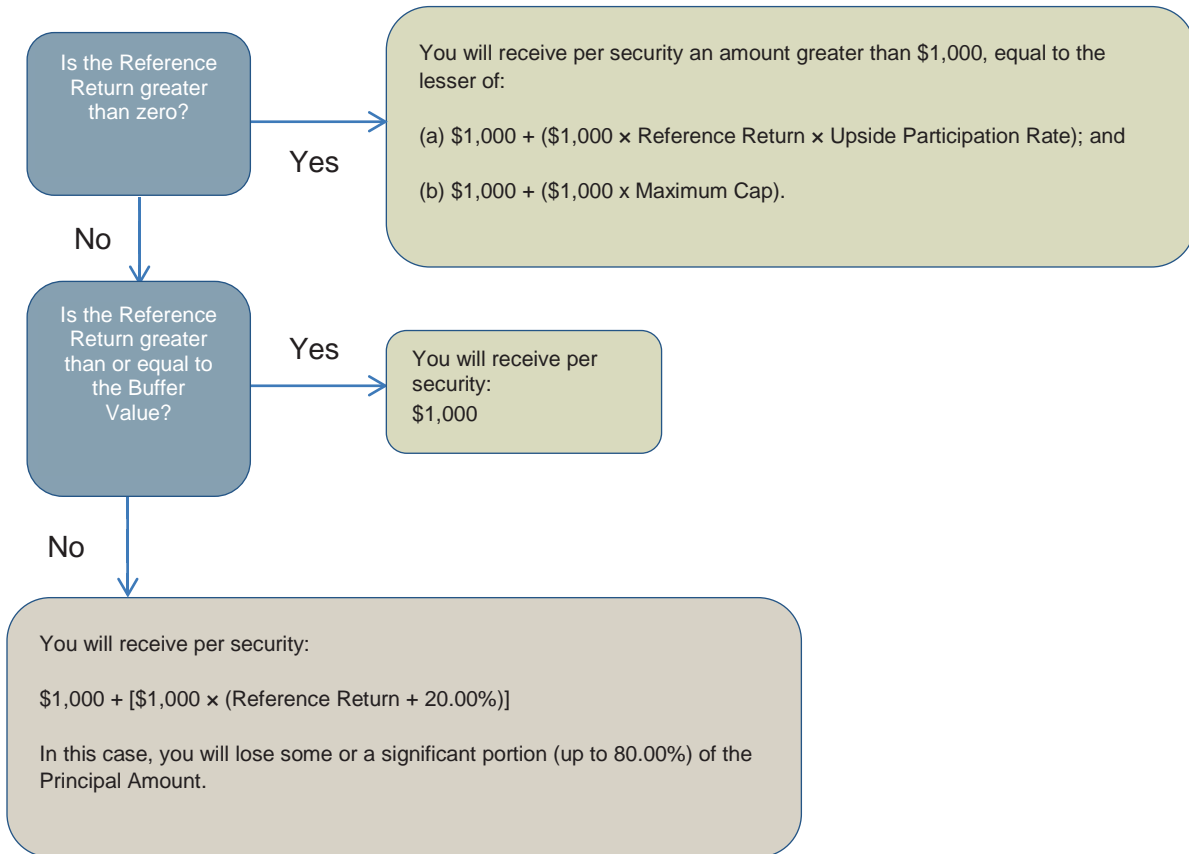 Is the Reference
Return greater
than zero?
Yes
You will receive per security an amount greater than $1,000, equal to the
lesser of:
(a) $1,000 + ($1,000 × Reference Return × Upside Participation Rate); and
(b) $1,000 + ($1,000 x Maximum Cap).
No
Is the Reference
Return greater
than or equal to
the Buffer
Value?
Yes
You will receive per
security:
$1,000
No
You will receive per security:
$1,000 + [$1,000 × (Reference Return + 20.00%)]
In this case, you will lose some or a significant portion (up to 80.00%) of the
Principal Amount.